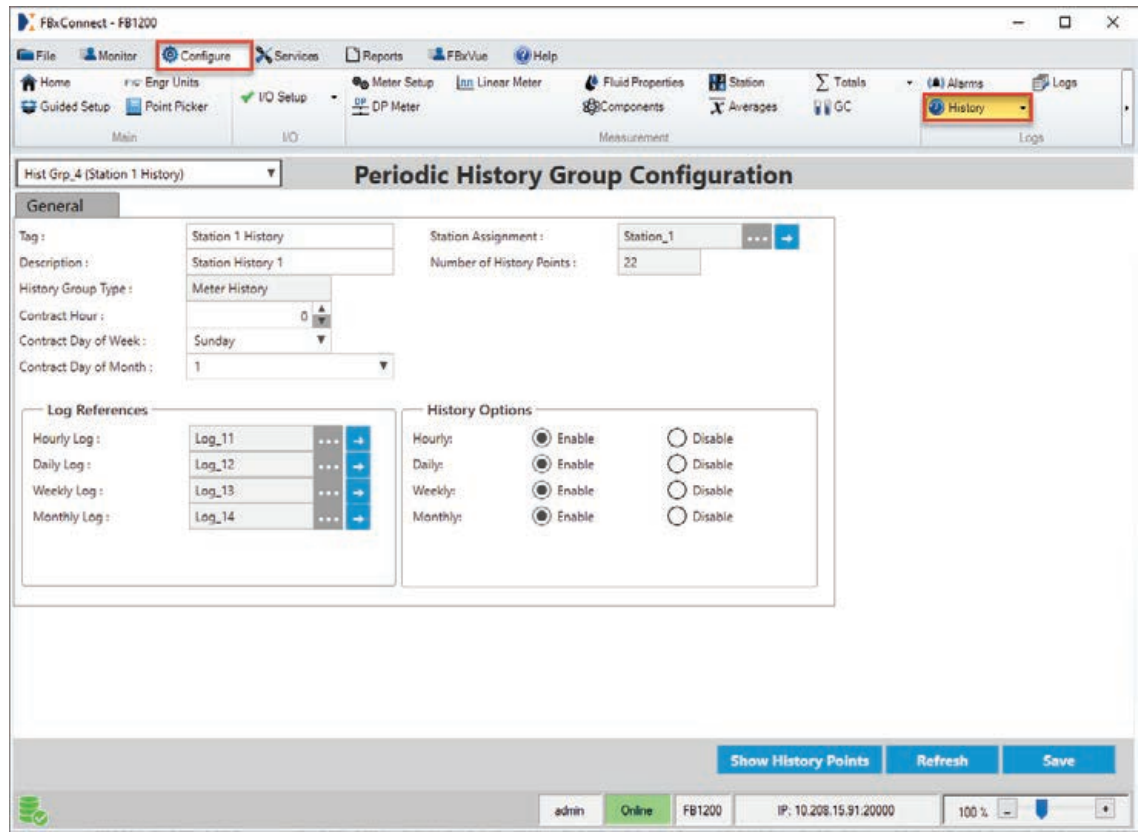 FBxConnect - FB1200
File Monitor Configure Services Reports FBxVue Help
Home Engr Units Meter Setup Linear Meter Fluid Properties Station Totals Alarms Logs
Guided Setup Point Picker I/O Setup DP DP Meter Components Averages GC History
Main I/O Measurement Logs
Hist Grp_4 (Station 1 History) Periodic History Group Configuration
General
Tag : Station 1 History Station Assignment : Station_1 ...
Description : Station History 1 Number of History Points : 22
History Group Type : Meter History
Contract Hour : 0
Contract Day of Week : Sunday
Contract Day of Month : 1
Log References History Options
Hourly Log : Log_11 ... Hourly: Enable Disable
Daily Log : Log_12 ... Daily: Enable Disable
Weekly Log : Log_13 ... Weekly: Enable Disable
Monthly Log : Log_14 ... Monthly: Enable Disable
Show History Points Refresh Save
admin Online FB1200 IP: 10.208.15.91:20000 100 % - +